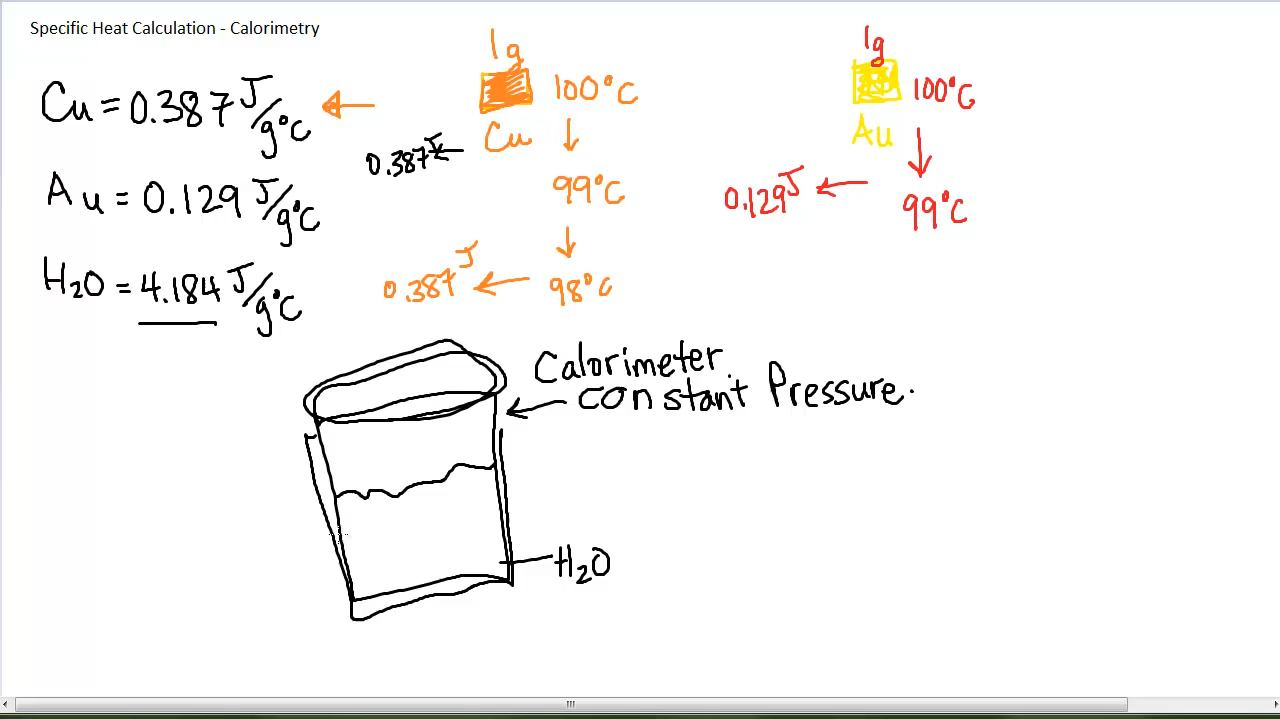 Specific Heat Calculation - Calorimetry
Cu = 0.387 J/g°C
Au = 0.129 J/g°C
H2O = 4.184 J/g°C
1g
100°C
Cu
0.387J
99°C
0.387J
98°C
1g
100°C
Au
0.129J
99°C
Calorimeter
constant Pressure.
H2O